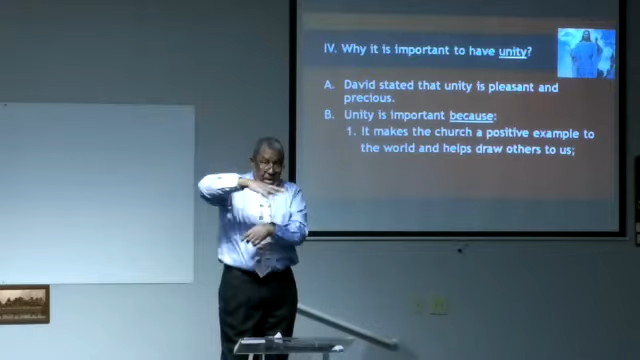 IV. Why it is important to have unity?
A. David stated that unity is pleasant and
precious.
B. Unity is important because:
1. It makes the church a positive example to
the world and helps draw others to us;